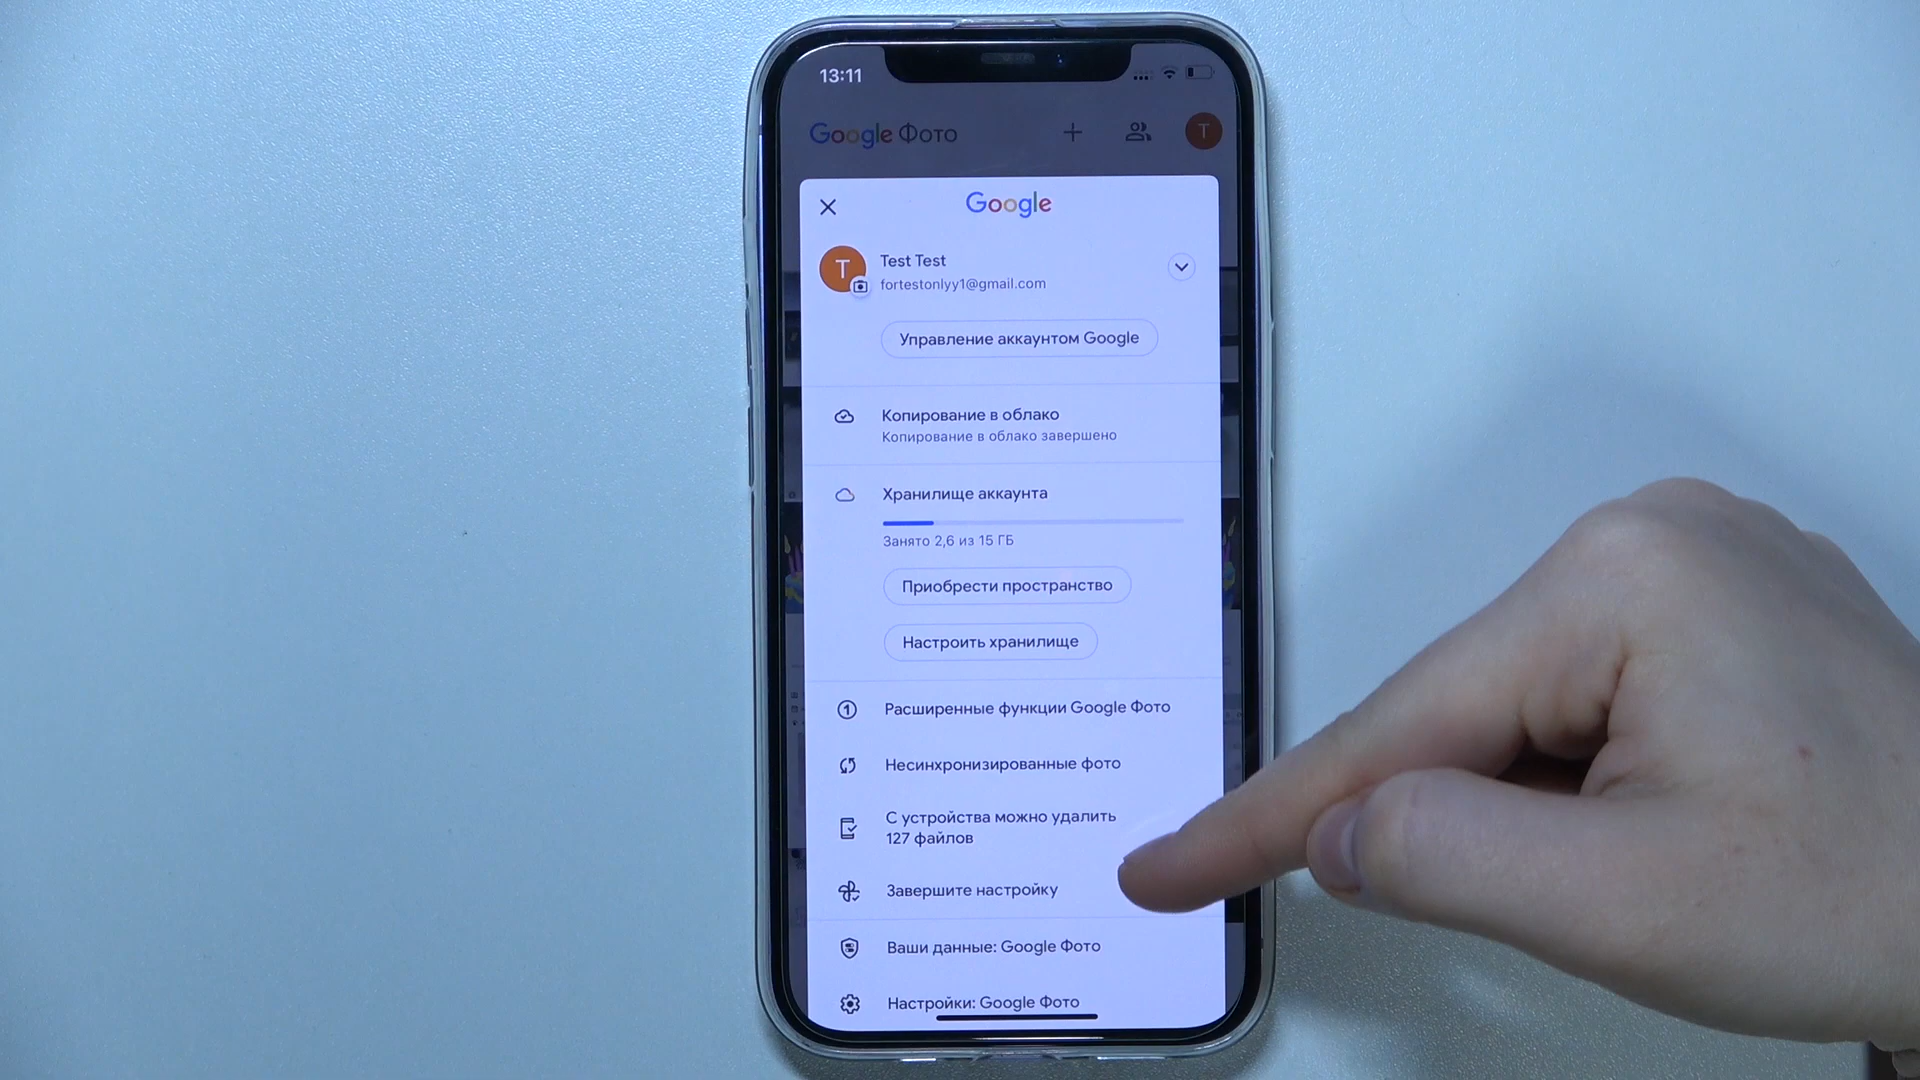 13:11
Google Фото
T
Google
T
Test Test
fortestonlyy1@gmail.com
Управление аккаунтом Google
Копирование в облако
Копирование в облако завершено
Хранилище аккаунта
Занято 2,6 из 15 ГБ
Приобрести пространство
Настроить хранилище
Расширенные функции Google Фото
Несинхронизированные фото
С устройства можно удалить
127 файлов
Завершите настройку
Ваши данные: Google Фото
Настройки: Google Фото